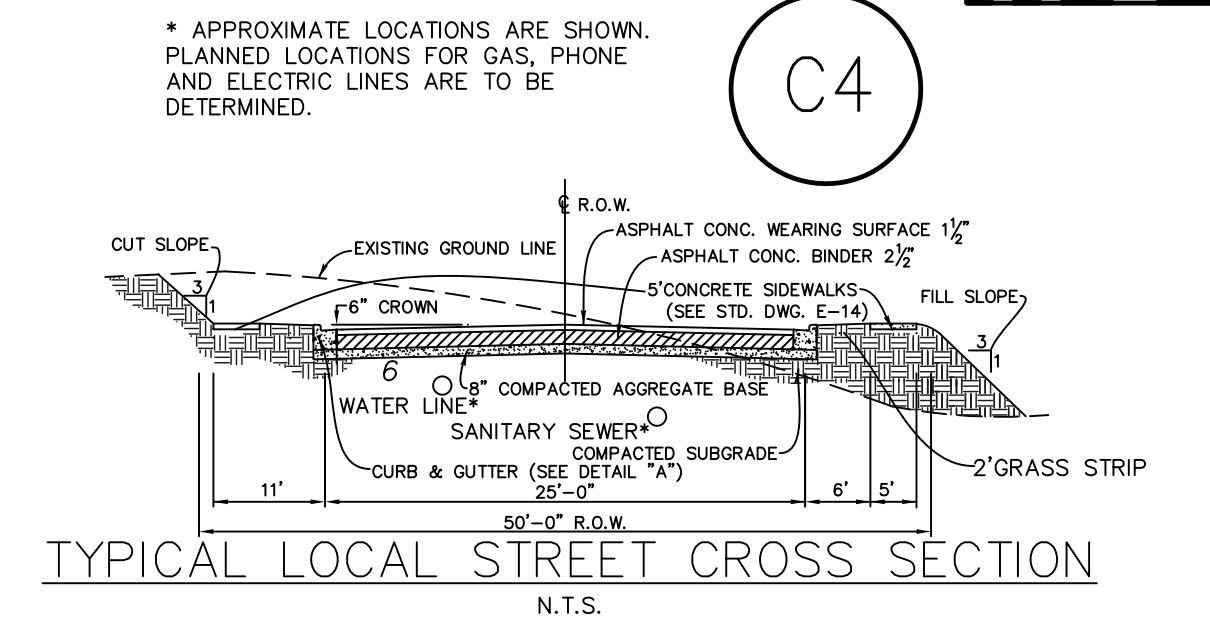 * APPROXIMATE LOCATIONS ARE SHOWN.
PLANNED LOCATIONS FOR GAS, PHONE
AND ELECTRIC LINES ARE TO BE
DETERMINED.
C4
℄ R.O.W.
ASPHALT CONC. WEARING SURFACE 1½"
CUT SLOPE
EXISTING GROUND LINE
ASPHALT CONC. BINDER 2½"
5'CONCRETE SIDEWALKS
(SEE STD. DWG. E-14)
FILL SLOPE
3
1
6" CROWN
3
1
6
8" COMPACTED AGGREGATE BASE
WATER LINE*
SANITARY SEWER*
COMPACTED SUBGRADE
CURB & GUTTER (SEE DETAIL "A")
2'GRASS STRIP
11'
25'-0"
6'
5'
50'-0" R.O.W.
TYPICAL LOCAL STREET CROSS SECTION
N.T.S.